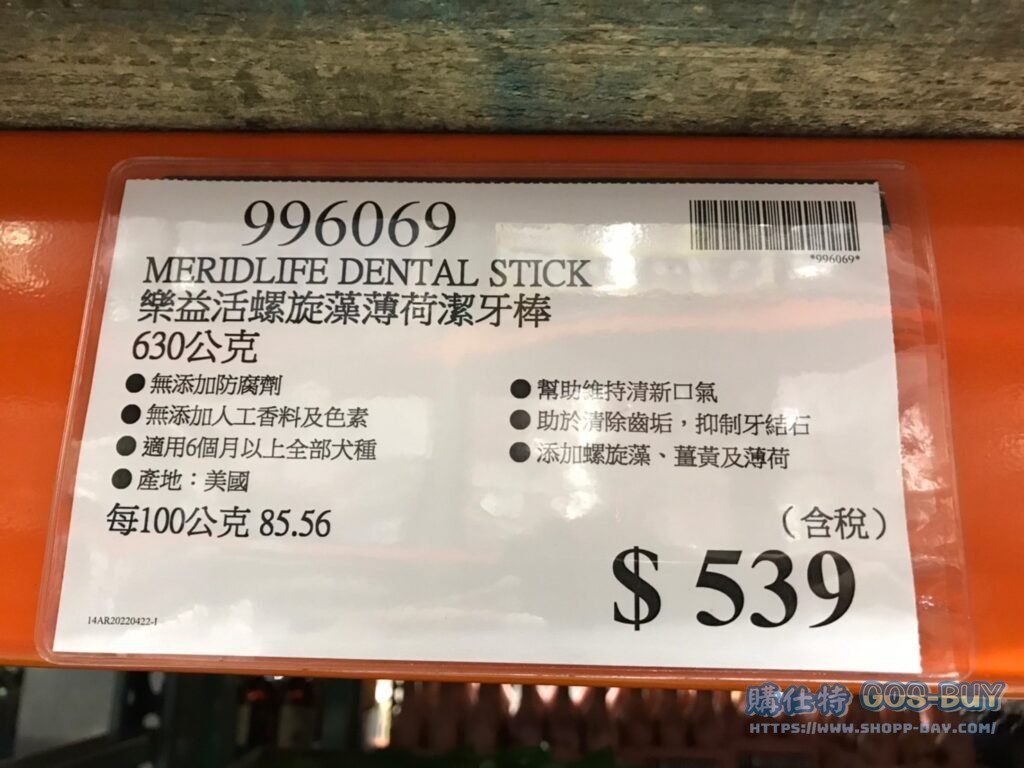 996069
*996069*
MERIDLIFE DENTAL STICK
樂益活螺旋藻薄荷潔牙棒
630公克
●無添加防腐劑
●無添加人工香料及色素
●適用6個月以上全部犬種
●產地：美國
●幫助維持清新口氣
●助於清除齒垢，抑制牙結石
●添加螺旋藻、薑黃及薄荷
每100公克 85.56
（含稅）
$ 539
14AR20220422-1
購仕特 COS-BUY
HTTPS://WWW.SHOPP-DAY.COM/